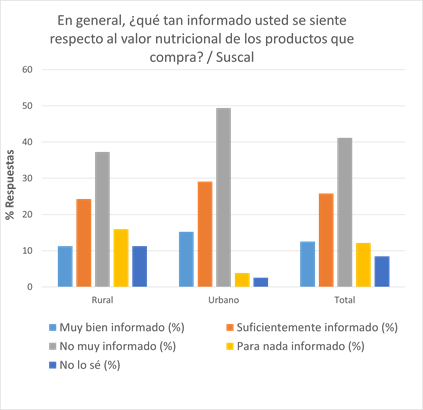 En general, ¿qué tan informado usted se siente
respecto al valor nutricional de los productos que
compra? / Suscal
% Respuestas
60
50
40
30
20
10
0
Rural
Urbano
Total
Muy bien informado (%)
Suficientemente informado (%)
No muy informado (%)
Para nada informado (%)
No lo sé (%)